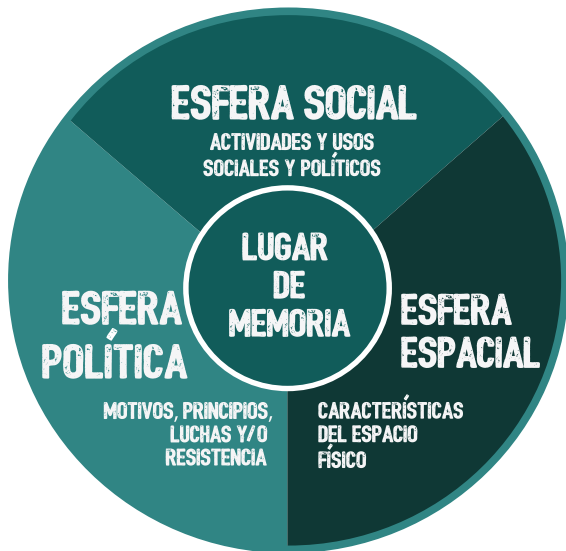 ESFERA SOCIAL
ACTIVIDADES Y USOS
SOCIALES Y POLÍTICOS
LUGAR
DE
MEMORIA
ESFERA
POLÍTICA
MOTIVOS, PRINCIPIOS,
LUCHAS Y/O
RESISTENCIA
ESFERA
ESPACIAL
CARACTERÍSTICAS
DEL ESPACIO
FÍSICO